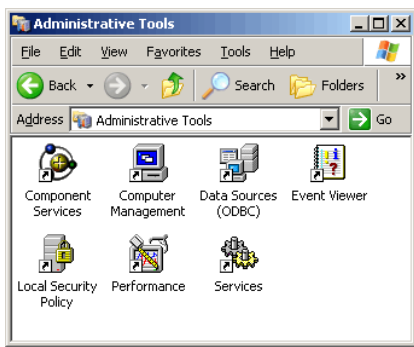 Administrative Tools
File Edit View Favorites Tools Help
Back Search Folders »
Address Administrative Tools Go
Component Services
Computer Management
Data Sources (ODBC)
Event Viewer
Local Security Policy
Performance
Services